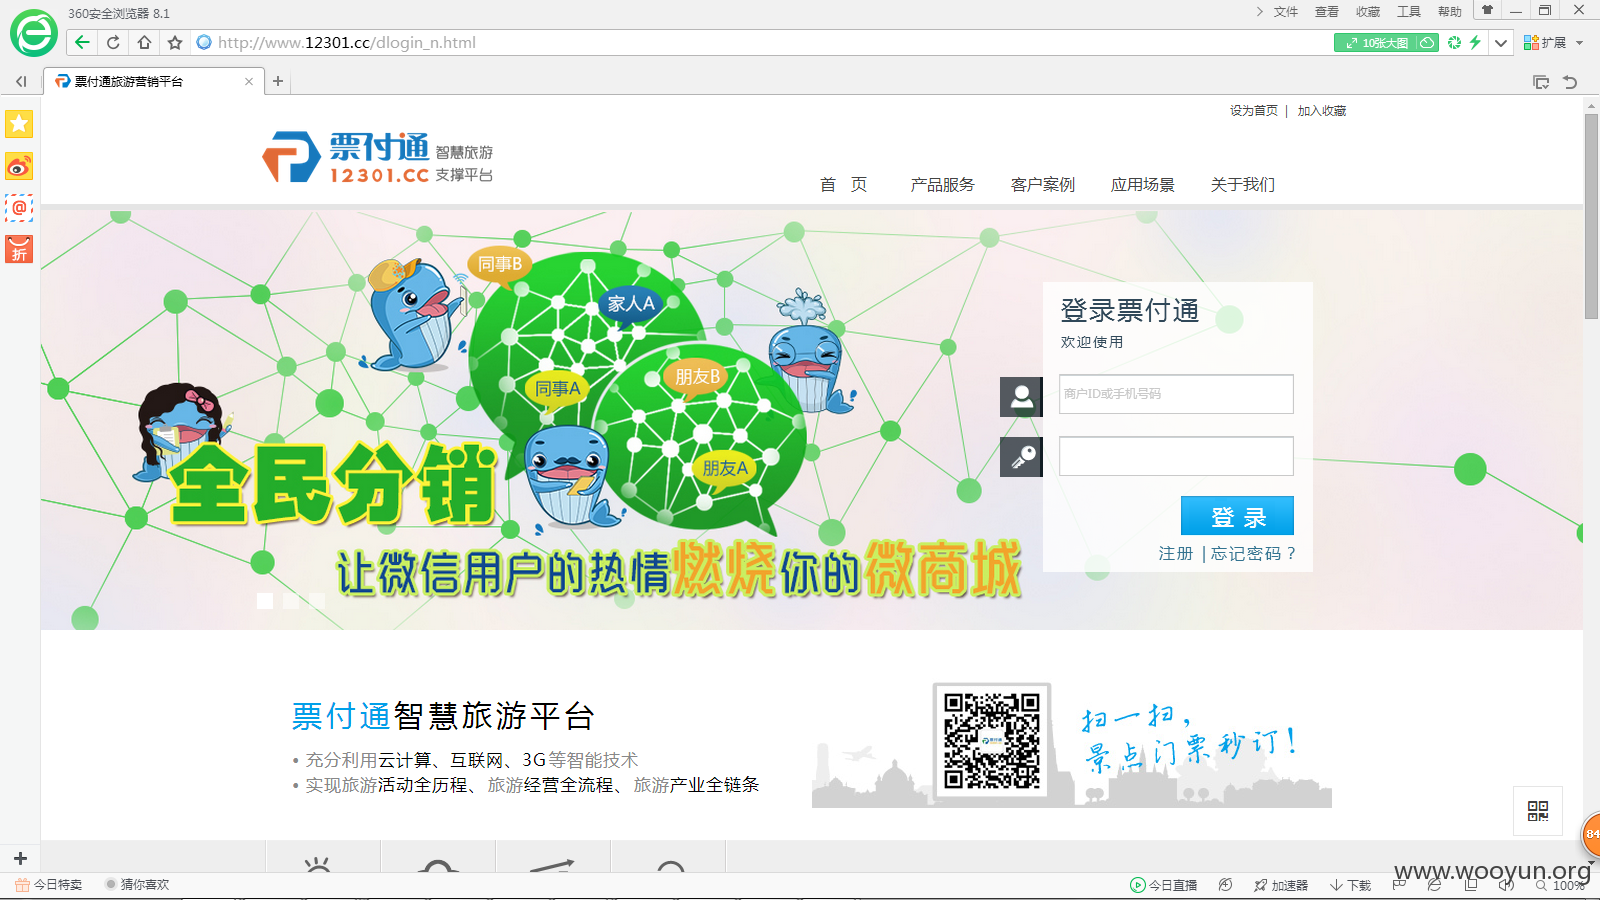 360安全浏览器 8.1
文件 查看 收藏 工具 帮助
http://www.12301.cc/dlogin_n.html
10张大图
扩展
票付通旅游营销平台
设为首页 | 加入收藏
票付通 智慧旅游
12301.CC 支撑平台
首 页 产品服务 客户案例 应用场景 关于我们
@
折
同事B
家人A
同事A
朋友B
朋友A
全民分销
让微信用户的热情燃烧你的微商城
登录票付通
欢迎使用
商户ID或手机号码
登 录
注册 | 忘记密码 ?
票付通智慧旅游平台
• 充分利用云计算、互联网、3G等智能技术
• 实现旅游活动全历程、旅游经营全流程、旅游产业全链条
扫一扫，
景点门票秒订！
84
www.wooyun.org
今日特卖 猜你喜欢
今日直播 加速器 下载 100%